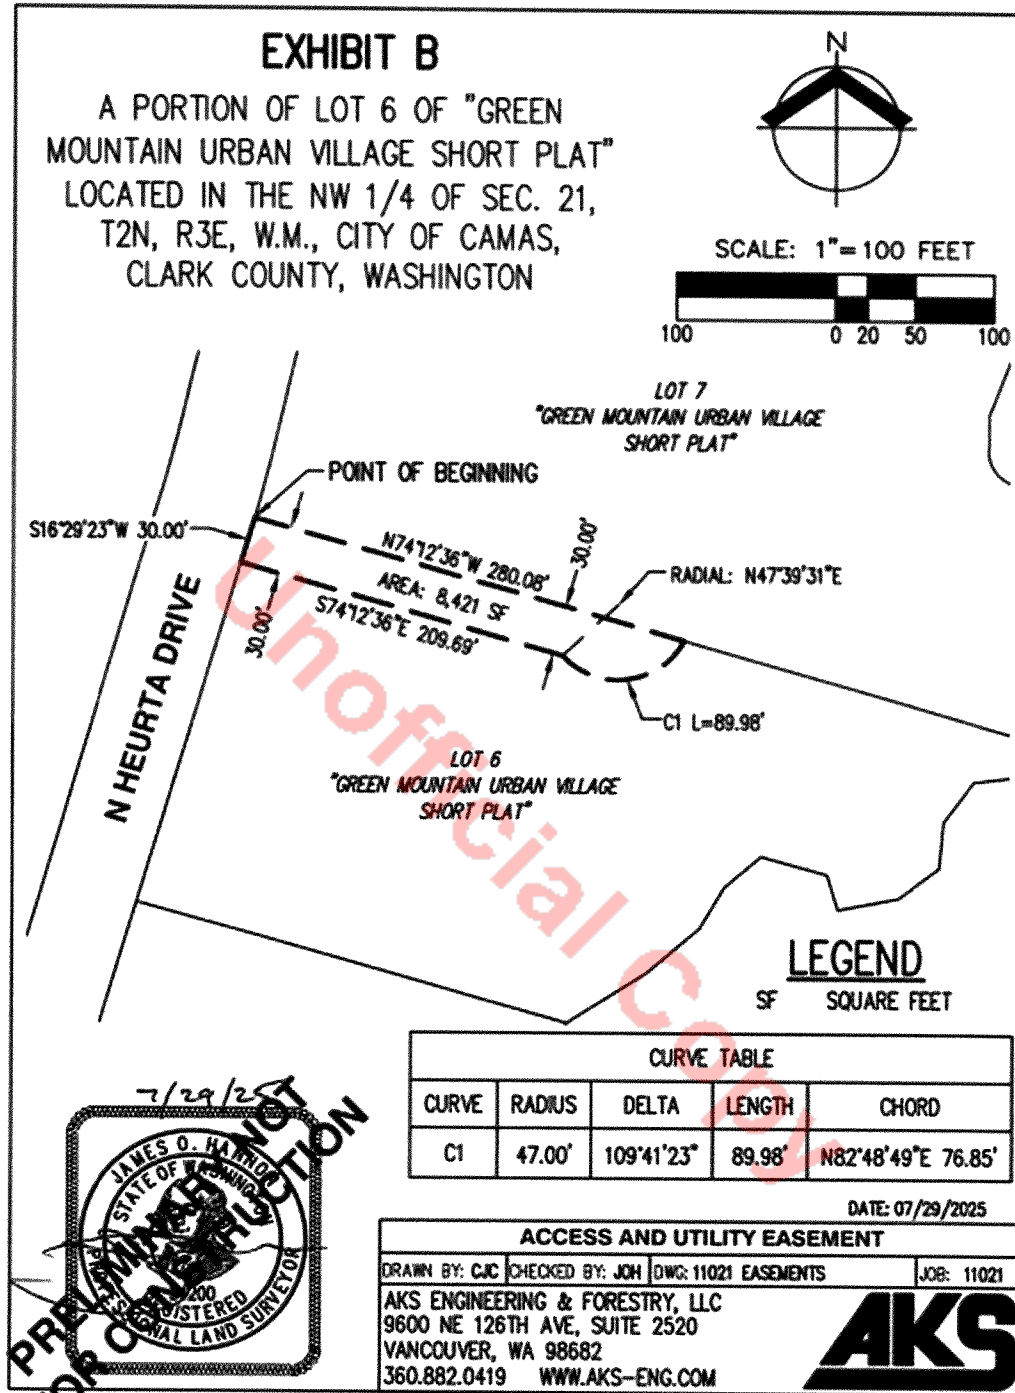 EXHIBIT B
A PORTION OF LOT 6 OF "GREEN
MOUNTAIN URBAN VILLAGE SHORT PLAT"
LOCATED IN THE NW 1/4 OF SEC. 21,
T2N, R3E, W.M., CITY OF CAMAS,
CLARK COUNTY, WASHINGTON
N
SCALE: 1"=100 FEET
100 0 20 50 100
LOT 7
"GREEN MOUNTAIN URBAN VILLAGE
SHORT PLAT"
POINT OF BEGINNING
S16°29'23"W 30.00'
N74°12'36"W 280.08'
30.00'
RADIAL: N47°39'31"E
AREA: 8,421 SF
S74°12'36"E 209.69'
30.00'
N HEURTA DRIVE
C1 L=89.98'
LOT 6
"GREEN MOUNTAIN URBAN VILLAGE
SHORT PLAT"
Unofficial Copy
LEGEND
SF SQUARE FEET
CURVE TABLE
CURVE RADIUS DELTA LENGTH CHORD
C1 47.00' 109°41'23" 89.98' N82°48'49"E 76.85'
7/29/25
JAMES O. HANNOR
STATE OF WASHINGTON
REGISTERED
PROFESSIONAL LAND SURVEYOR
PRELIMINARY NOT
FOR CONSTRUCTION
DATE: 07/29/2025
ACCESS AND UTILITY EASEMENT
DRAWN BY: CJC CHECKED BY: JOH DWG: 11021 EASEMENTS JOB: 11021
AKS ENGINEERING & FORESTRY, LLC
9600 NE 126TH AVE, SUITE 2520
VANCOUVER, WA 98682
360.882.0419 WWW.AKS-ENG.COM
AKS